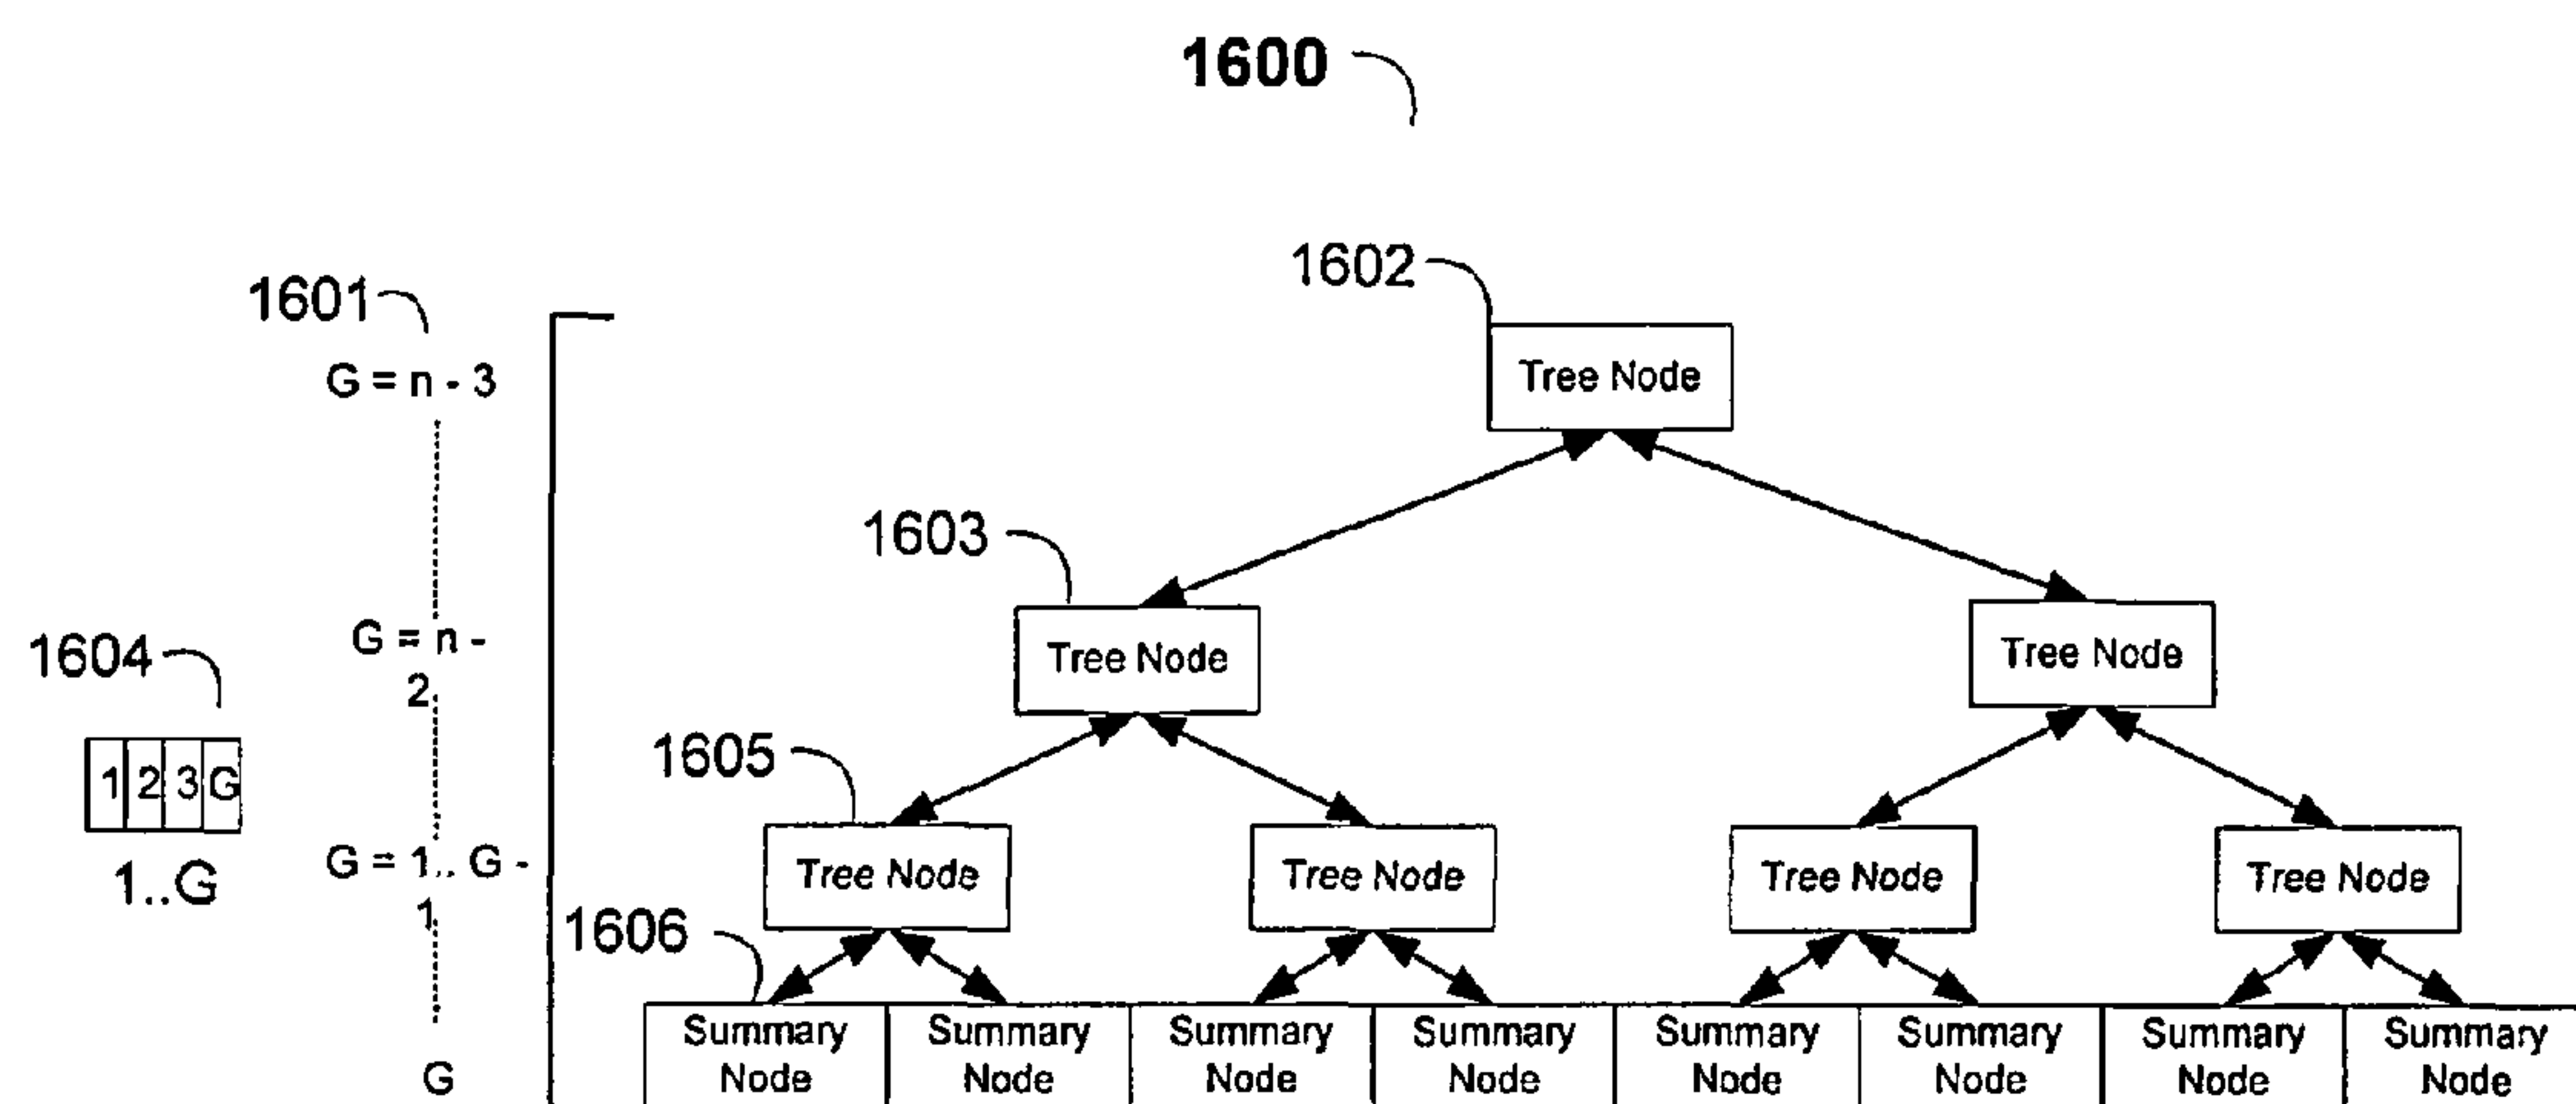 1600
1602
1601
G = n - 3
Tree Node
1603
G = n -
2
1604
Tree Node
Tree Node
1605
1 2 3 G
1..G
G = 1.. G -
1
Tree Node
Tree Node
Tree Node
Tree Node
1606
Summary
Node
Summary
Node
Summary
Node
Summary
Node
Summary
Node
Summary
Node
Summary
Node
Summary
Node
G